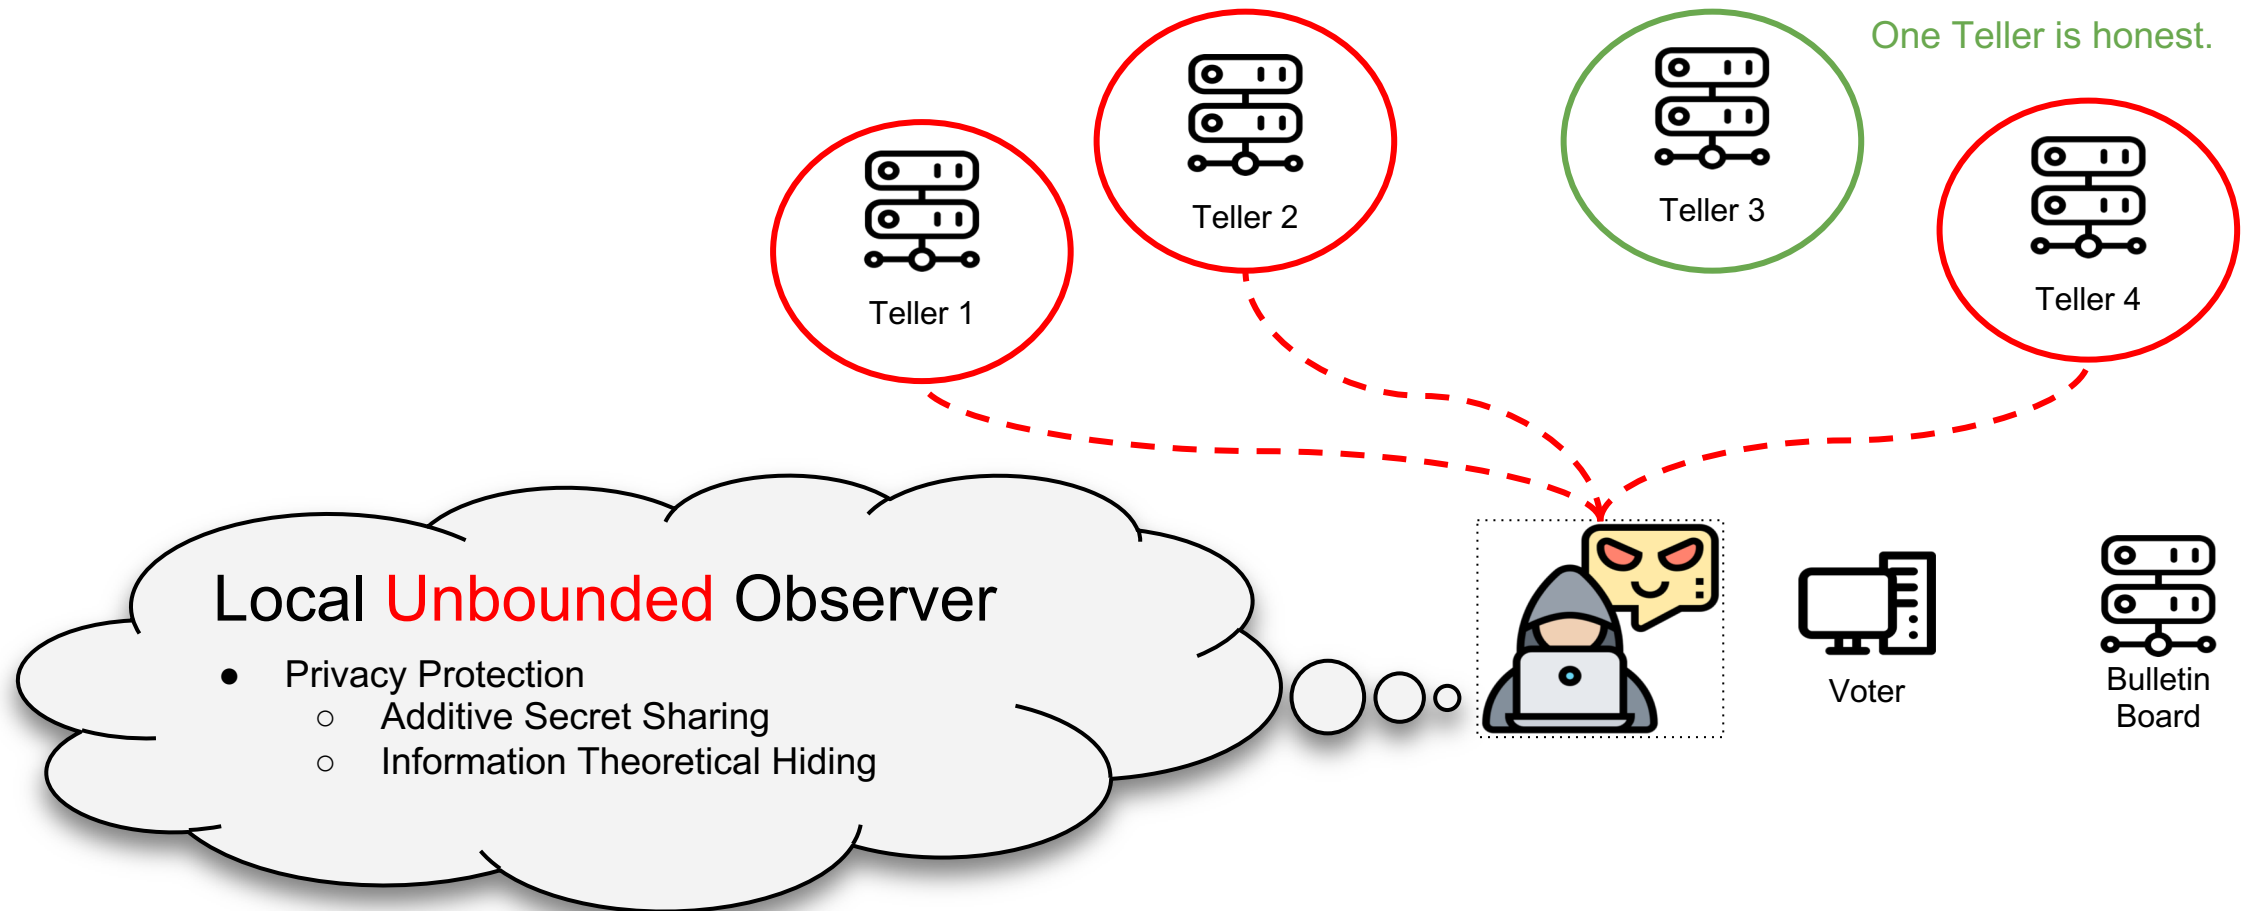 One Teller is honest.
Teller 1
Teller 2
Teller 3
Teller 4
Local Unbounded Observer
● Privacy Protection
○ Additive Secret Sharing
○ Information Theoretical Hiding
Voter
Bulletin
Board